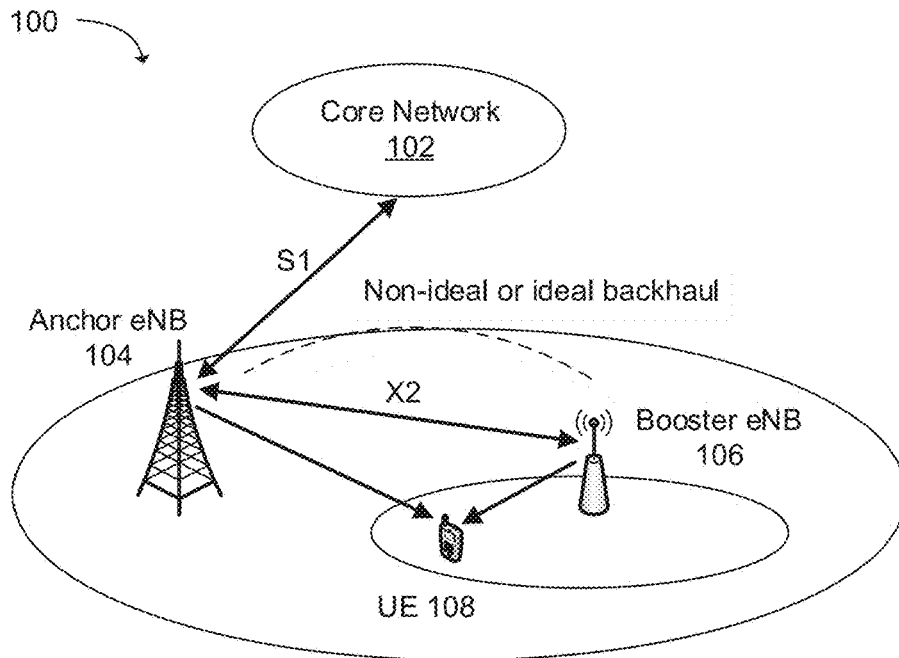 100
Core Network
102
S1
Non-ideal or ideal backhaul
Anchor eNB
104
X2
Booster eNB
106
UE 108